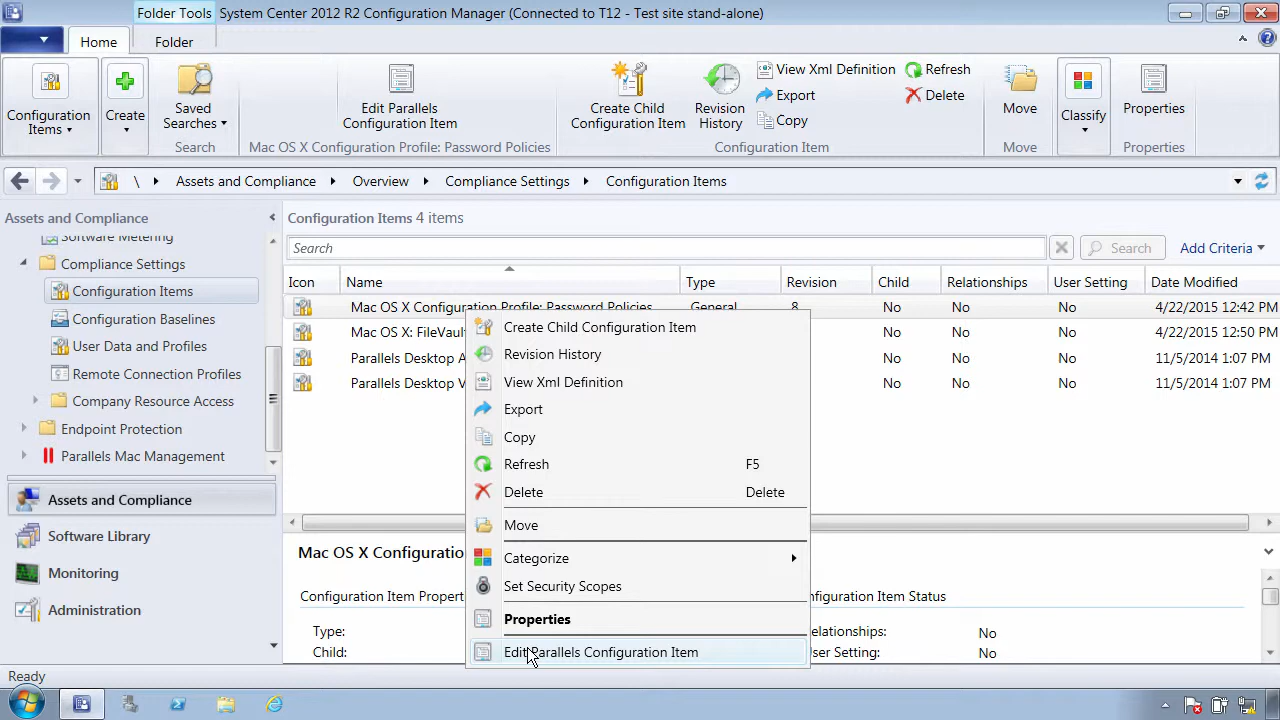 Folder Tools
System Center 2012 R2 Configuration Manager (Connected to T12 - Test site stand-alone)
Home
Folder
Configuration
Items
Create
Saved
Searches
Search
Edit Parallels
Configuration Item
Mac OS X Configuration Profile: Password Policies
Create Child
Configuration Item
Revision
History
View Xml Definition
Export
Copy
Refresh
Delete
Configuration Item
Move
Move
Classify
Properties
Properties
\ Assets and Compliance Overview Compliance Settings Configuration Items
Assets and Compliance
Software Metering
Compliance Settings
Configuration Items
Configuration Baselines
User Data and Profiles
Remote Connection Profiles
Company Resource Access
Endpoint Protection
Parallels Mac Management
Assets and Compliance
Software Library
Monitoring
Administration
Configuration Items 4 items
Search
Search
Add Criteria
Icon Name Type Revision Child Relationships User Setting Date Modified
Mac OS X Configuration Profile: Password Policies General 8 No No No 4/22/2015 12:42 PM
Mac OS X: FileVaul No No No 4/22/2015 12:50 PM
Parallels Desktop A No No No 11/5/2014 1:07 PM
Parallels Desktop V No No No 11/5/2014 1:07 PM
Create Child Configuration Item
Revision History
View Xml Definition
Export
Copy
Refresh F5
Delete Delete
Move
Categorize
Set Security Scopes
Properties
Edit Parallels Configuration Item
Mac OS X Configuratio
Configuration Item Propert
Type:
Child:
nfiguration Item Status
elationships: No
User Setting: No
Ready